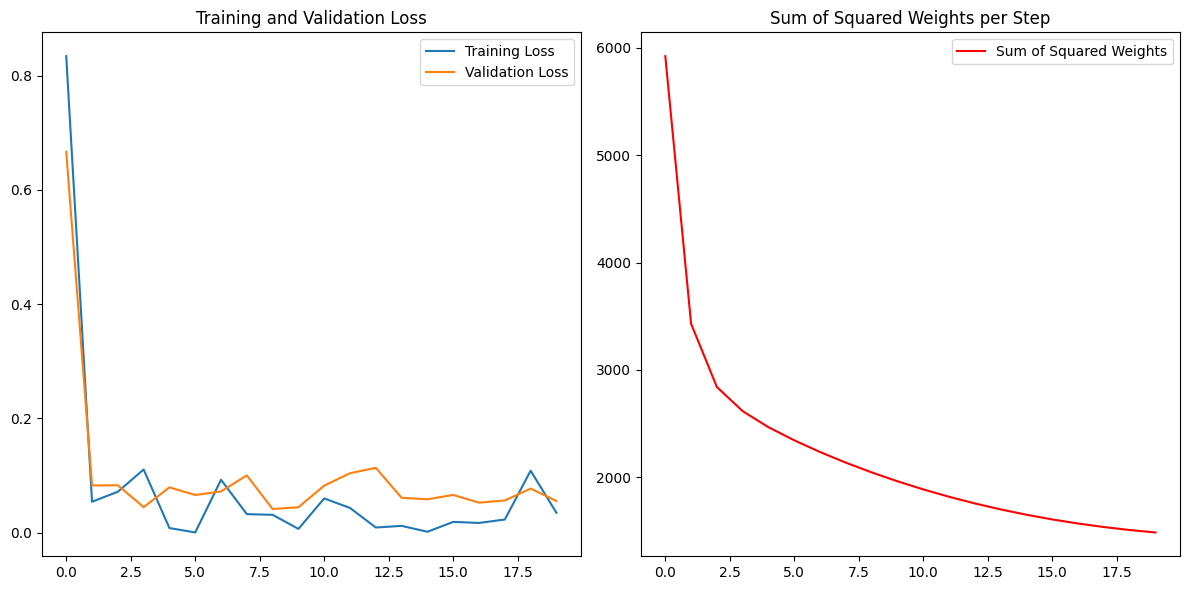 Training and Validation Loss
Training Loss
Validation Loss
0.8
0.6
0.4
0.2
0.0
0.0 2.5 5.0 7.5 10.0 12.5 15.0 17.5
Sum of Squared Weights per Step
Sum of Squared Weights
6000
5000
4000
3000
2000
0.0 2.5 5.0 7.5 10.0 12.5 15.0 17.5